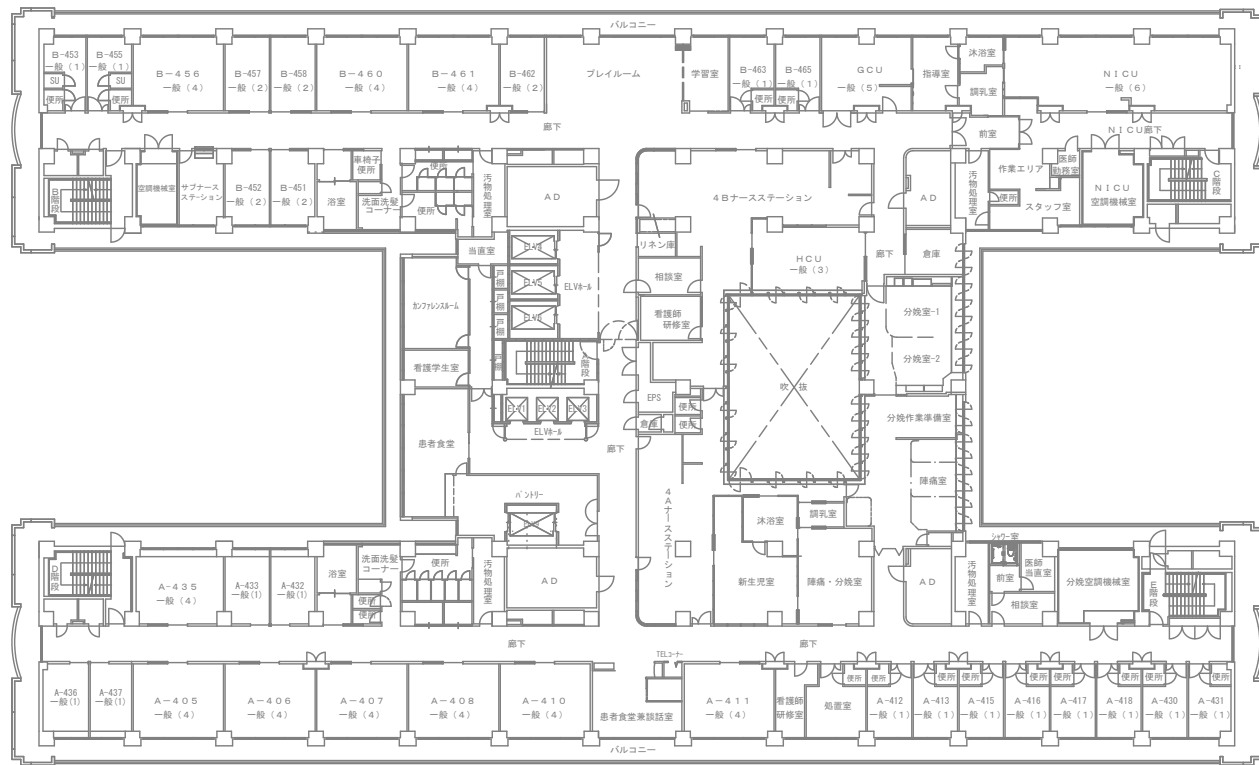 バルコニー
B-453
一般（1）
SU
便所
B-455
一般（1）
SU
便所
B-456
一般（4）
B-457
一般（2）
B-458
一般（2）
B-460
一般（4）
B-461
一般（4）
B-462
一般（2）
プレイルーム
学習室
B-463
一般（1）
便所
B-465
一般（1）
便所
GCU
一般（5）
指導室
沐浴室
調乳室
NICU
一般（6）
廊下
前室
NICU廊下
B階段
空調機械室
サブナース
ステーション
B-452
一般（2）
B-451
一般（2）
浴室
車椅子
便所
洗面洗髪
コーナー
便所
便所
汚物処理室
AD
4Bナースステーション
AD
汚物処理室
作業エリア
便所
医師
勤務室
スタッフ室
NICU
空調機械室
C階段
当直室
ELV4
ELV5
ELV6
ELVホール
リネン庫
相談室
看護師
研修室
HCU
一般（3）
廊下
倉庫
カンファレンスルーム
戸棚
戸棚
戸棚
戸棚
分娩室-1
分娩室-2
看護学生室
A階段
EPS
便所
便所
倉庫
吹抜
ELV1
ELV2
ELV3
ELVホール
患者食堂
廊下
分娩作業準備室
陣痛室
パントリー
4Aナースステーション
沐浴室
調乳室
新生児室
陣痛・分娩室
D階段
A-435
一般（4）
A-433
一般(1)
A-432
一般(1)
浴室
洗面洗髪
コーナー
便所
便所
便所
汚物処理室
AD
AD
汚物処理室
シャワー室
前室
医師
当直室
相談室
分娩空調機械室
E階段
廊下
廊下
TELコーナー
A-436
一般(1)
A-437
一般(1)
A-405
一般（4）
A-406
一般（4）
A-407
一般（4）
A-408
一般（4）
A-410
一般（4）
患者食堂兼談話室
A-411
一般（4）
看護師
研修室
処置室
便所
A-412
一般（1）
便所
A-413
一般（1）
便所
A-415
一般（1）
便所
A-416
一般（1）
便所
A-417
一般（1）
便所
A-418
一般（1）
便所
A-430
一般（1）
便所
A-431
一般（1）
バルコニー